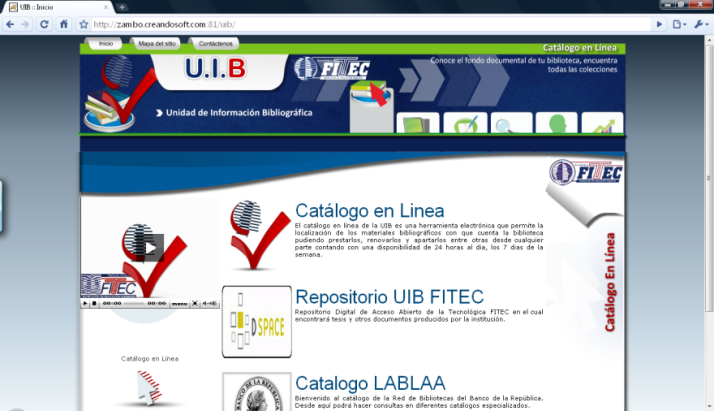 UIB :: Inicio
http://zambo.creandosoft.com:81/uib/
Inicio
Mapa del sitio
Contáctenos
Catálogo en Línea
Conoce el fondo documental de tu biblioteca, encuentra
todas las colecciones
U.I.B
FITEC
Unidad de Información Bibliográfica
FITEC
Catálogo en Linea
El catálogo en línea de la UIB es una herramienta electrónica que permite la
localización de los materiales bibliográficos con que cuenta la biblioteca
pudiendo prestarlos, renovarlos y apartarlos entre otras desde cualquier
parte contando con una disponibilidad de 24 horas al día, los 7 días de la
semana.
Catálogo En Línea
FITEC
00:00
00:00
menu
Repositorio UIB FITEC
Repositorio Digital de Acceso Abierto de la Tecnológica FITEC en el cual
encontrará tesis y otros documentos producidos por la institución.
DSPACE
Catálogo en Línea
Catalogo LABLAA
Bienvenido al catálogo de la Red de Bibliotecas del Banco de la República.
Desde aquí podrá hacer consultas en diferentes catálogos especializados.
BANCO DE LA REPUBLICA